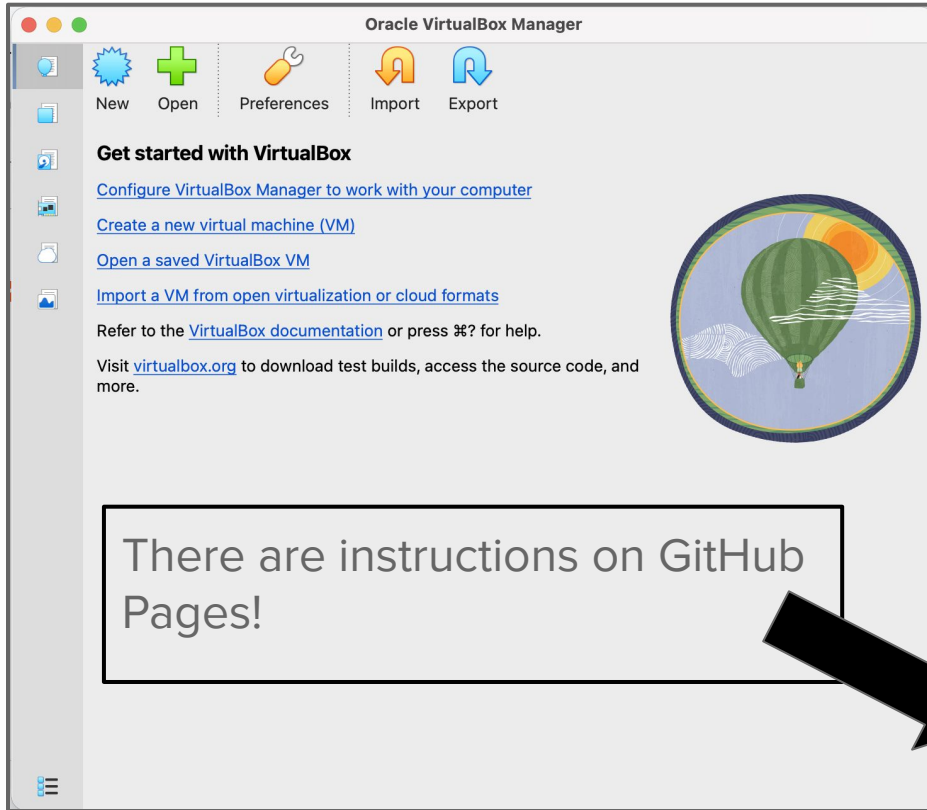 Oracle VirtualBox Manager
New Open Preferences Import Export
Get started with VirtualBox
Configure VirtualBox Manager to work with your computer
Create a new virtual machine (VM)
Open a saved VirtualBox VM
Import a VM from open virtualization or cloud formats
Refer to the VirtualBox documentation or press ⌘? for help.
Visit virtualbox.org to download test builds, access the source code, and
more.
There are instructions on GitHub
Pages!